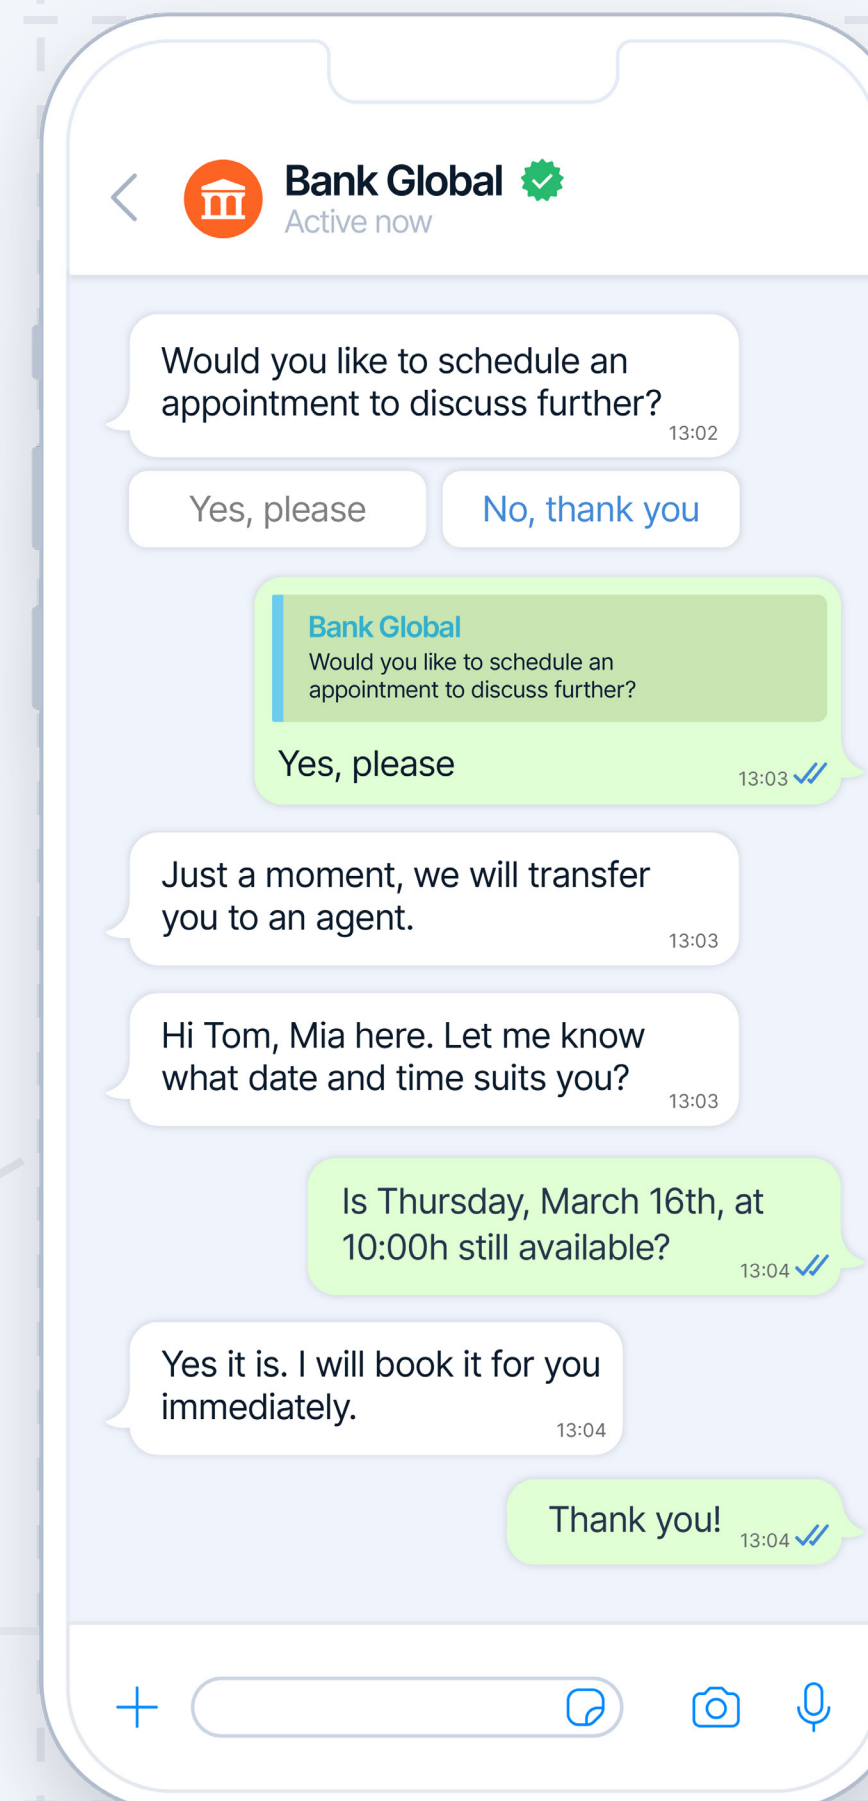 Bank Global
Active now
Would you like to schedule an
appointment to discuss further?
13:02
Yes, please
No, thank you
Bank Global
Would you like to schedule an
appointment to discuss further?
Yes, please
13:03
Just a moment, we will transfer
you to an agent.
13:03
Hi Tom, Mia here. Let me know
what date and time suits you?
13:03
Is Thursday, March 16th, at
10:00h still available?
13:04
Yes it is. I will book it for you
immediately.
13:04
Thank you!
13:04